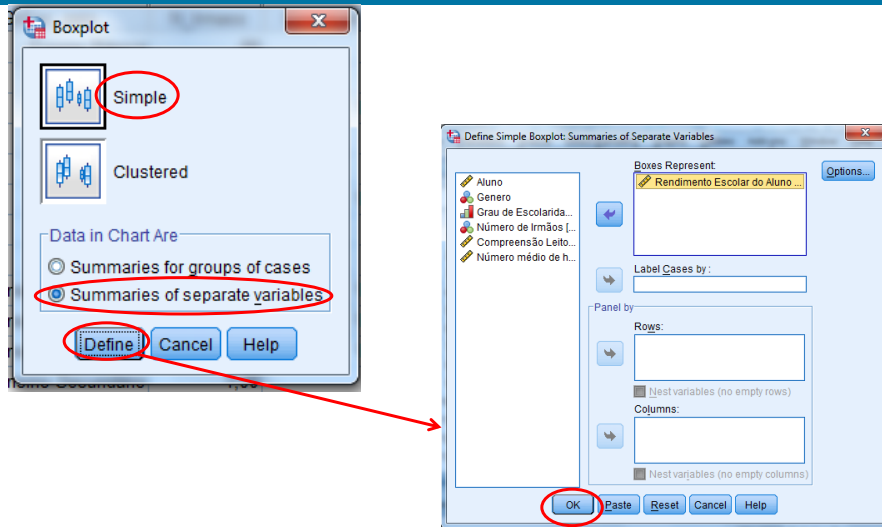 Boxplot
Simple
Clustered
Data in Chart Are
Summaries for groups of cases
Summaries of separate variables
Define Cancel Help
Define Simple Boxplot: Summaries of Separate Variables
Aluno
Genero
Grau de Escolarida...
Número de Irmãos [...
Compreensão Leito...
Número médio de h...
Boxes Represent:
Rendimento Escolar do Aluno ...
Options...
Label Cases by:
Panel by
Rows:
Nest variables (no empty rows)
Columns:
Nest variables (no empty columns)
OK Paste Reset Cancel Help